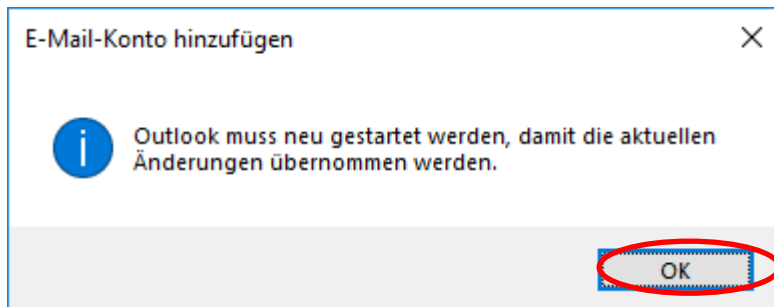 E-Mail-Konto hinzufügen
Outlook muss neu gestartet werden, damit die aktuellen
Änderungen übernommen werden.
OK